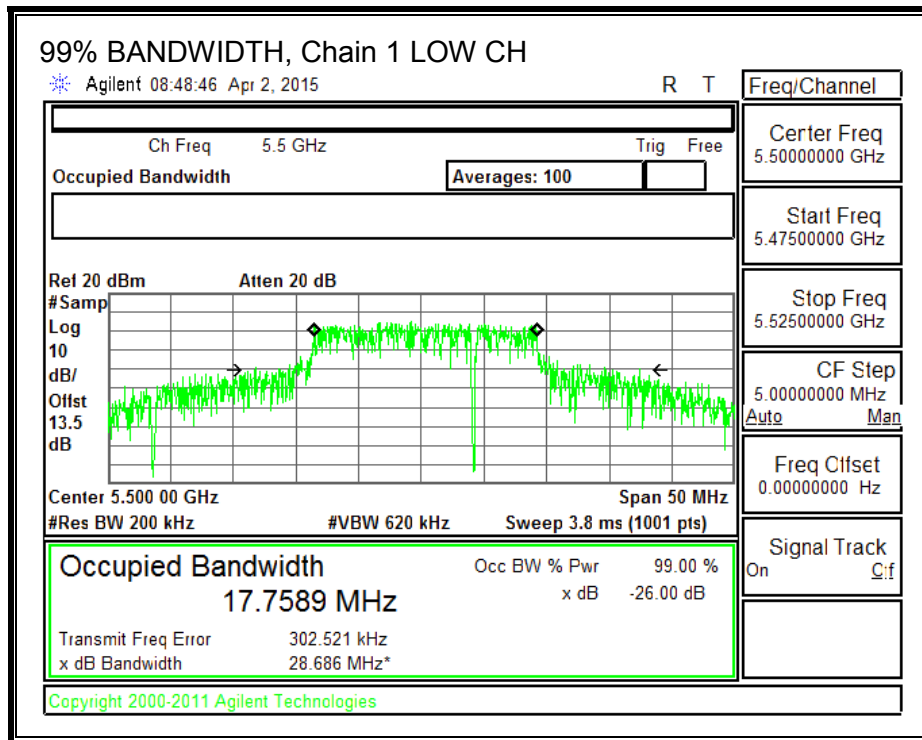 99% BANDWIDTH, Chain 1 LOW CH
Agilent 08:48:46 Apr 2, 2015 R T
Freq/Channel
Ch Freq 5.5 GHz Trig Free
Occupied Bandwidth Averages: 100
Center Freq
5.50000000 GHz
Start Freq
5.47500000 GHz
Stop Freq
5.52500000 GHz
CF Step
5.00000000 MHz
Auto Man
Freq Offset
0.00000000 Hz
Signal Track
On Off
Ref 20 dBm Atten 20 dB
#Samp
Log
10
dB/
Offst
13.5
dB
Center 5.500 00 GHz Span 50 MHz
#Res BW 200 kHz #VBW 620 kHz Sweep 3.8 ms (1001 pts)
Occupied Bandwidth
17.7589 MHz
Occ BW % Pwr 99.00 %
x dB -26.00 dB
Transmit Freq Error 302.521 kHz
x dB Bandwidth 28.686 MHz*
Copyright 2000-2011 Agilent Technologies